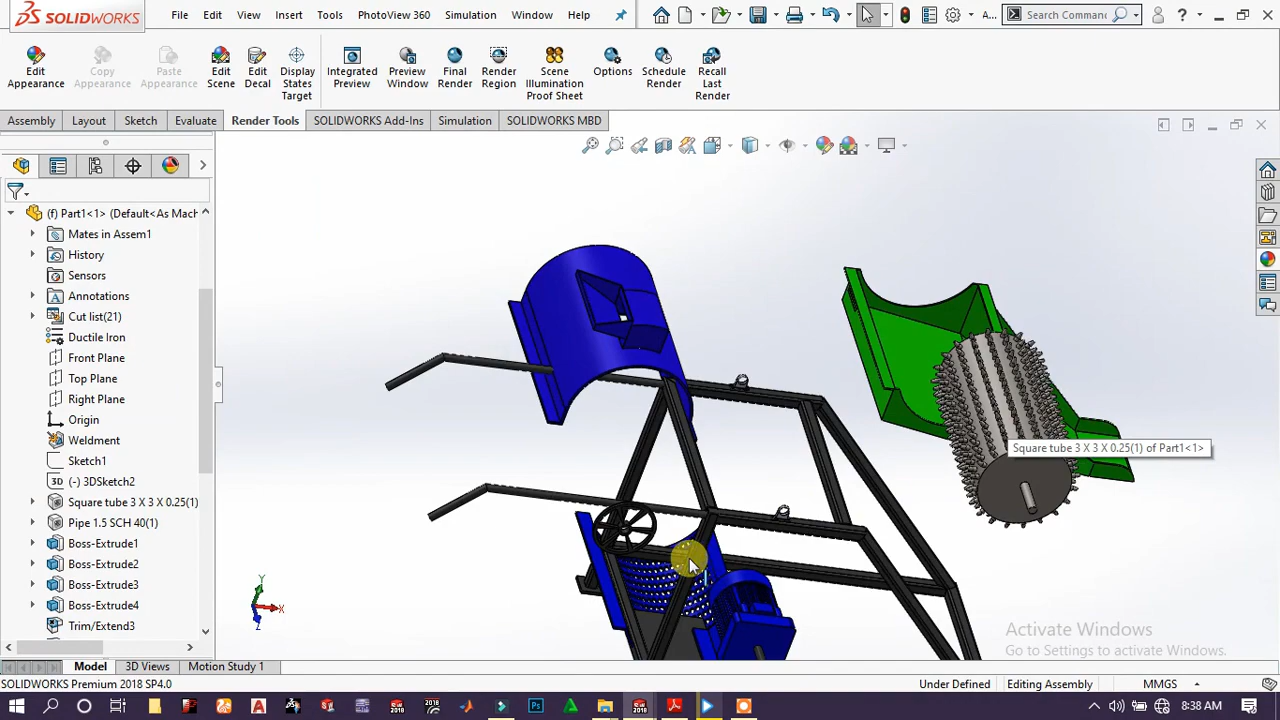 SOLIDWORKS File Edit View Insert Tools PhotoView 360 Simulation Window Help A... Search Comman
Edit Appearance Copy Appearance Paste Appearance Edit Scene Edit Decal Display States Target Integrated Preview Preview Window Final Render Render Region Scene Illumination Proof Sheet Options Schedule Render Recall Last Render
Assembly Layout Sketch Evaluate Render Tools SOLIDWORKS Add-Ins Simulation SOLIDWORKS MBD
(f) Part1<1> (Default<As Mach
Mates in Assem1
History
Sensors
Annotations
Cut list(21)
Ductile Iron
Front Plane
Top Plane
Right Plane
Origin
Weldment
Sketch1
3D (-) 3DSketch2
Square tube 3 X 3 X 0.25(1)
Pipe 1.5 SCH 40(1)
Boss-Extrude1
Boss-Extrude2
Boss-Extrude3
Boss-Extrude4
Trim/Extend3
Square tube 3 X 3 X 0.25(1) of Part1<1>
Y
X
Z
Activate Windows
Go to Settings to activate Windows.
Model 3D Views Motion Study 1
SOLIDWORKS Premium 2018 SP4.0 Under Defined Editing Assembly MMGS
8:38 AM